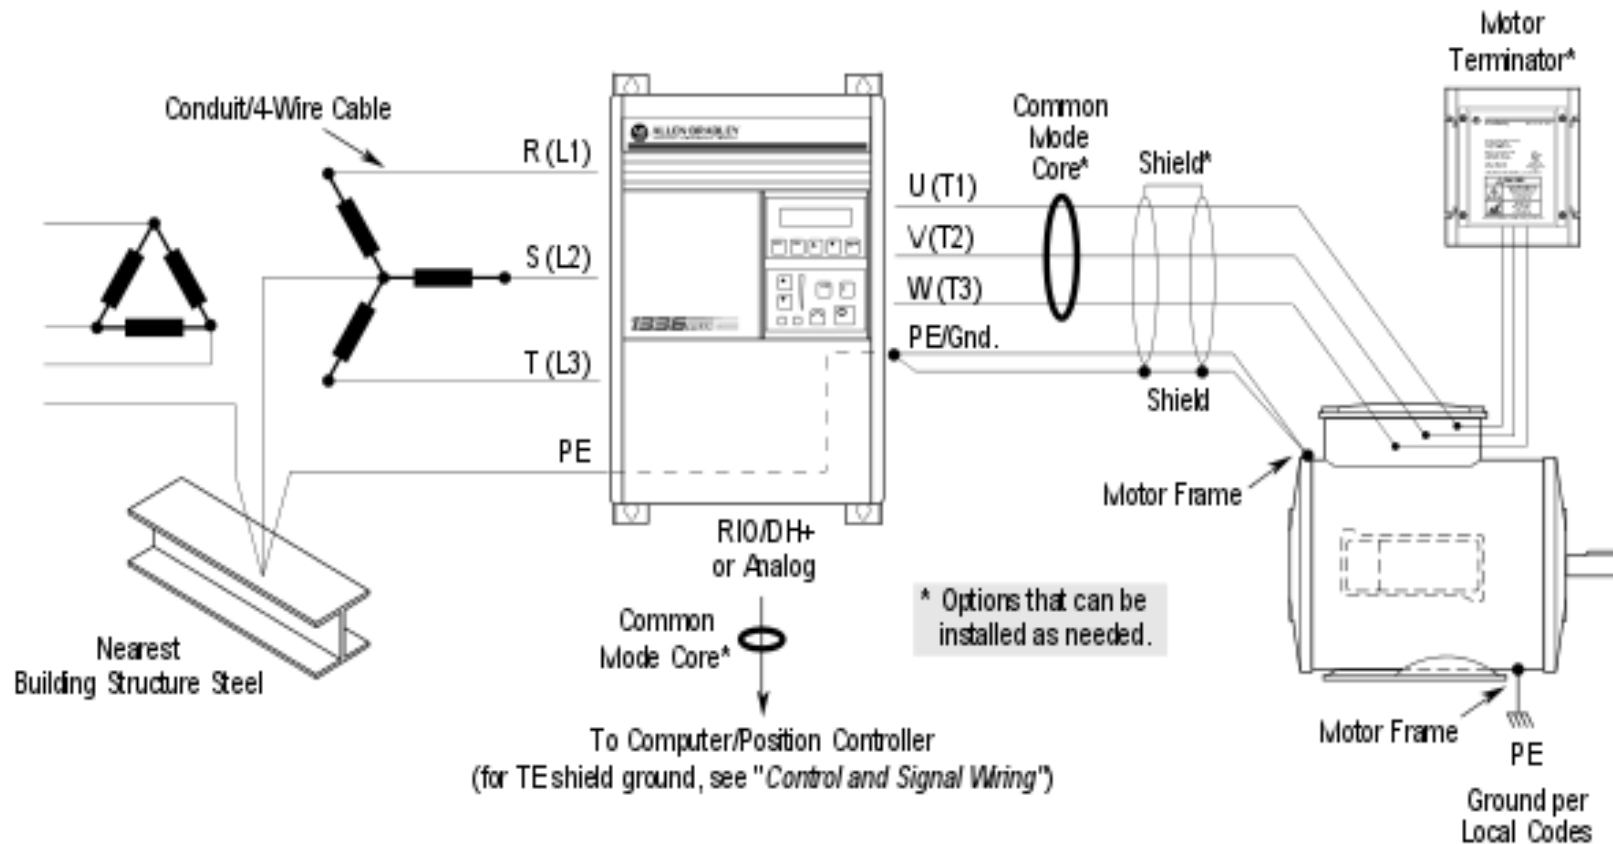 Motor
Terminator*
Conduit/4-Wire Cable
ALLEN BRADLEY
Common
Mode
Core*
Shield*
R (L1)
U (T1)
V (T2)
S (L2)
W (T3)
1336
PE/Gnd.
T (L3)
Shield
PE
Motor Frame
RIO/DH+
or Analog
* Options that can be
installed as needed.
Common
Mode Core*
Nearest
Building Structure Steel
Motor Frame
To Computer/Position Controller
(for TE shield ground, see "Control and Signal Wiring")
PE
Ground per
Local Codes